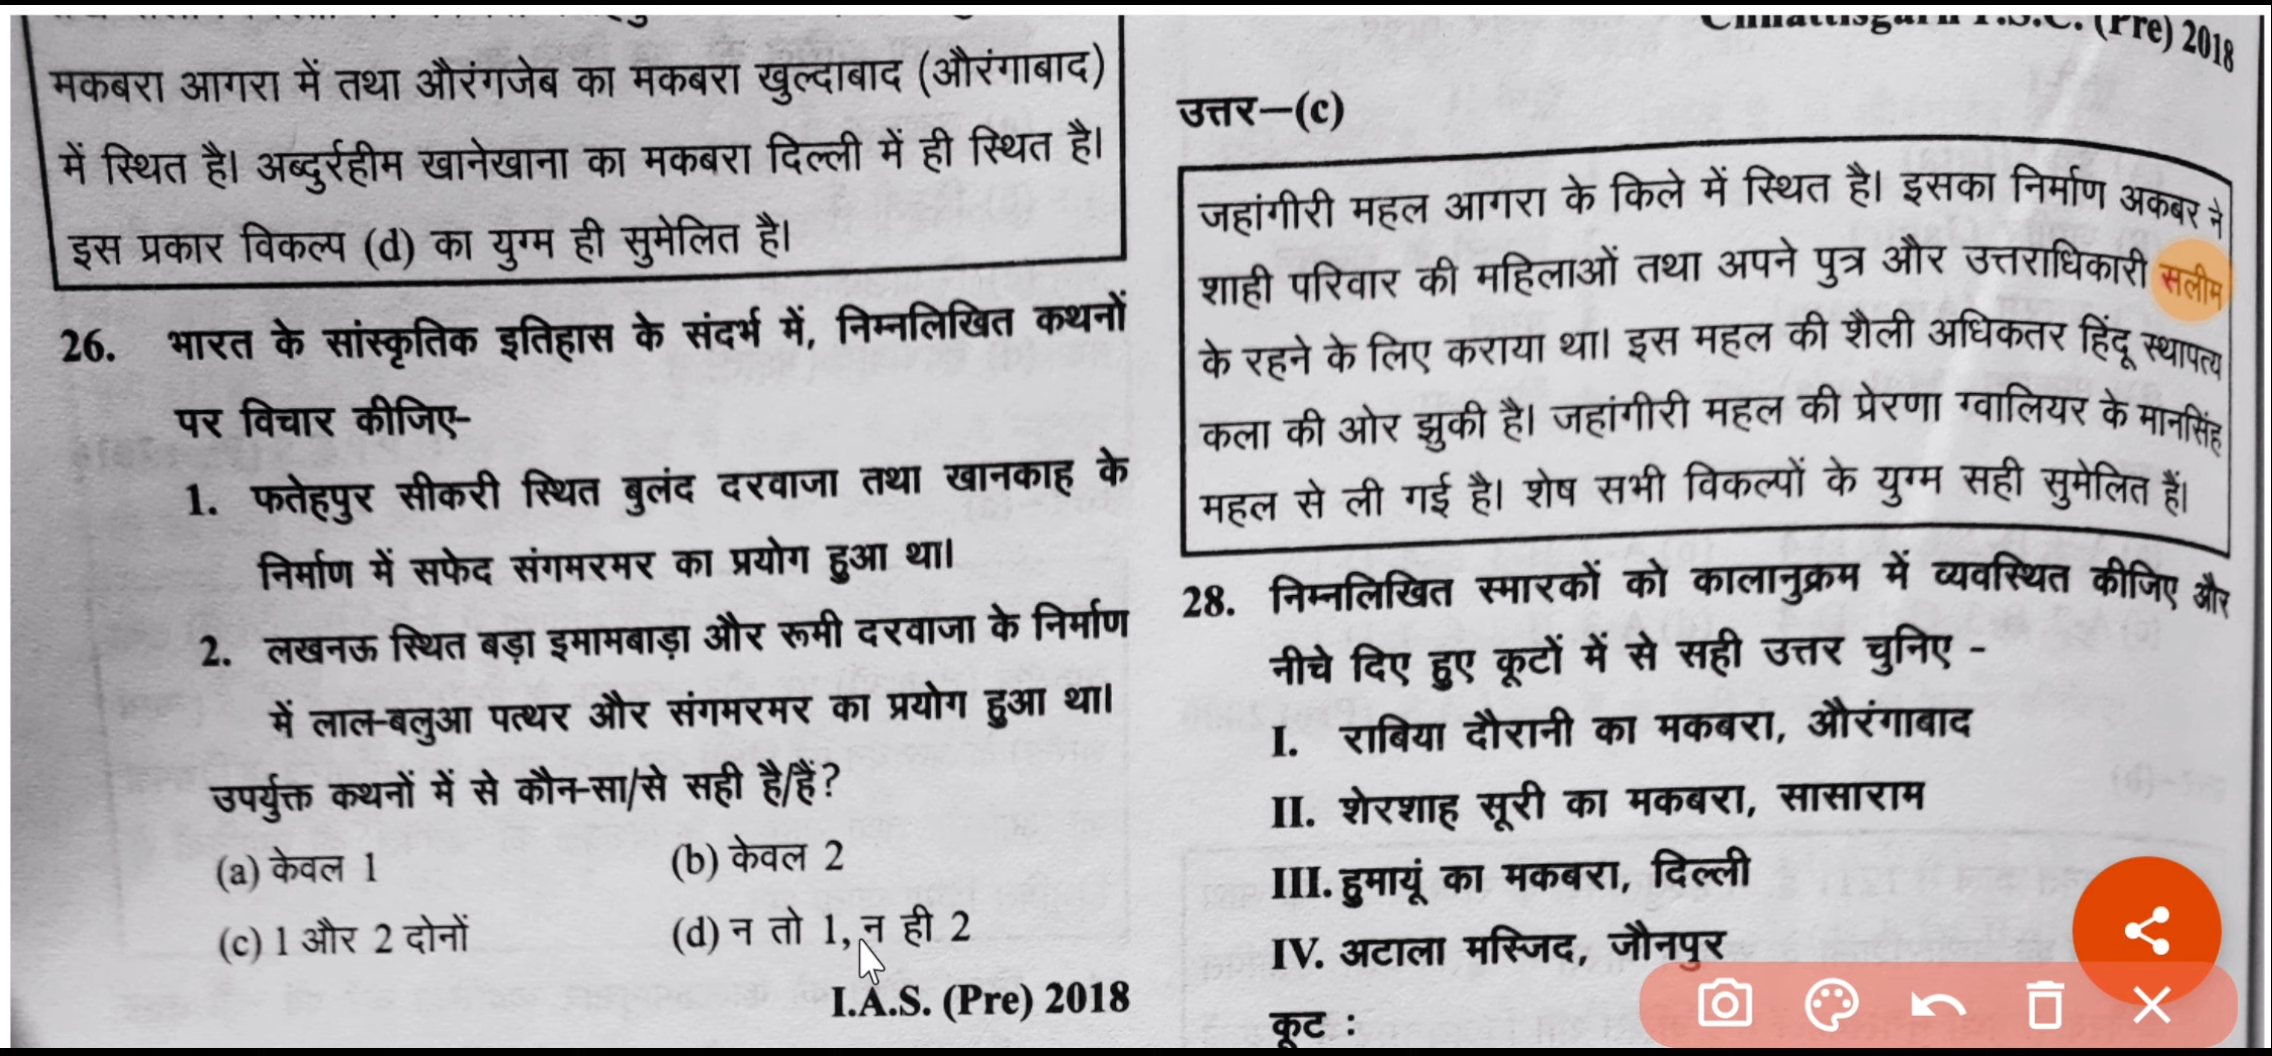 मकबरा आगरा में तथा औरंगजेब का मकबरा खुल्दाबाद (औरंगाबाद)
में स्थित है। अब्दुर्रहीम खानेखाना का मकबरा दिल्ली में ही स्थित है।
इस प्रकार विकल्प (d) का युग्म ही सुमेलित है।
26. भारत के सांस्कृतिक इतिहास के संदर्भ में, निम्नलिखित कथनों
पर विचार कीजिए-
1. फतेहपुर सीकरी स्थित बुलंद दरवाजा तथा खानकाह के
निर्माण में सफेद संगमरमर का प्रयोग हुआ था।
2. लखनऊ स्थित बड़ा इमामबाड़ा और रूमी दरवाजा के निर्माण
में लाल-बलुआ पत्थर और संगमरमर का प्रयोग हुआ था।
उपर्युक्त कथनों में से कौन-सा/से सही है/हैं?
(a) केवल 1 (b) केवल 2
(c) 1 और 2 दोनों (d) न तो 1, न ही 2
I.A.S. (Pre) 2018
Chhattisgarh P.S.C. (Pre) 2018
उत्तर—(c)
जहांगीरी महल आगरा के किले में स्थित है। इसका निर्माण अकबर ने
शाही परिवार की महिलाओं तथा अपने पुत्र और उत्तराधिकारी सलीम
के रहने के लिए कराया था। इस महल की शैली अधिकतर हिंदू स्थापत्य
कला की ओर झुकी है। जहांगीरी महल की प्रेरणा ग्वालियर के मानसिंह
महल से ली गई है। शेष सभी विकल्पों के युग्म सही सुमेलित हैं।
28. निम्नलिखित स्मारकों को कालानुक्रम में व्यवस्थित कीजिए और
नीचे दिए हुए कूटों में से सही उत्तर चुनिए -
I. राबिया दौरानी का मकबरा, औरंगाबाद
II. शेरशाह सूरी का मकबरा, सासाराम
III. हुमायूं का मकबरा, दिल्ली
IV. अटाला मस्जिद, जौनपुर
कूट :